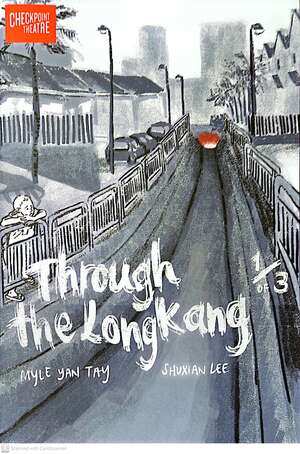 CHECKPOINT
THEATRE
Through
the Longkang
1/3
OF
MYLE YAN TAY
SHUXIAN LEE
Scanned with CamScanner